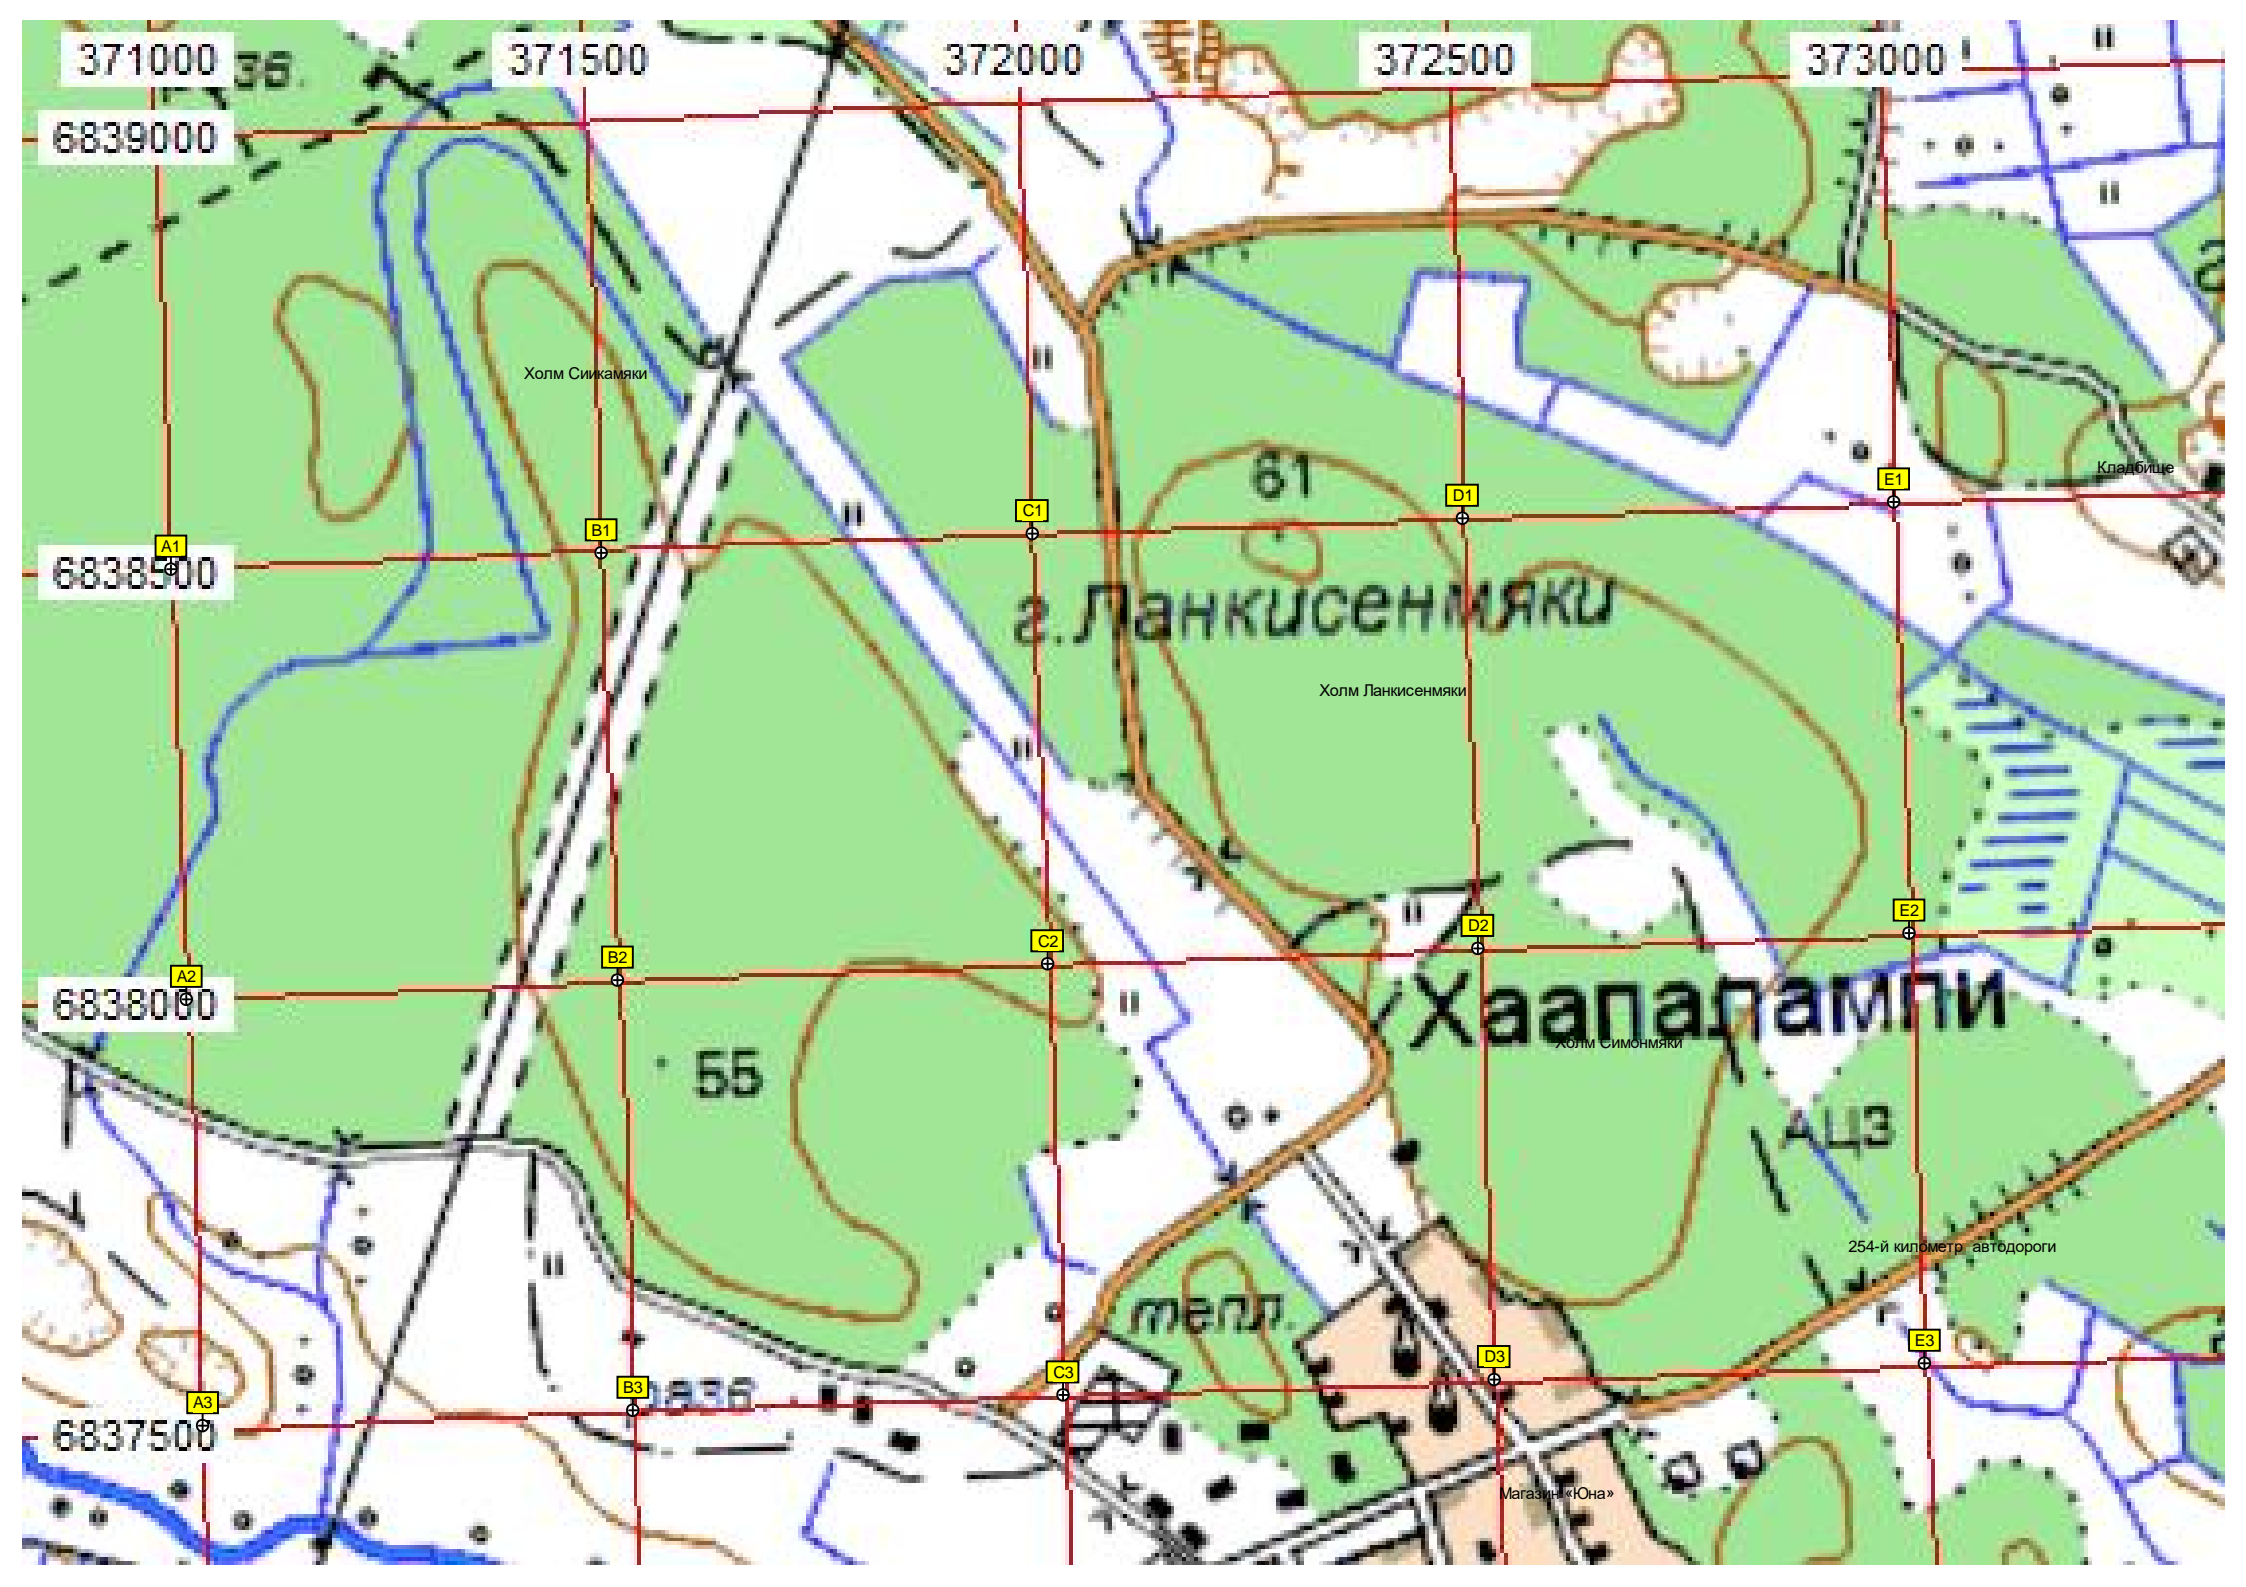 371000 371500 372000 372500 373000
6839000
Холм Сиикамяки
61
Кладбище
A1 B1 C1 D1 E1
6838500
г.Ланкисенмяки
Холм Ланкисенмяки
A2 B2 C2 D2 E2
6838000
Хаапалампи
Холм Симонмяки
55
АЦЗ
254-й километр автодороги
тепл.
A3 B3 C3 D3 E3
6837500
Магазин «Юна»